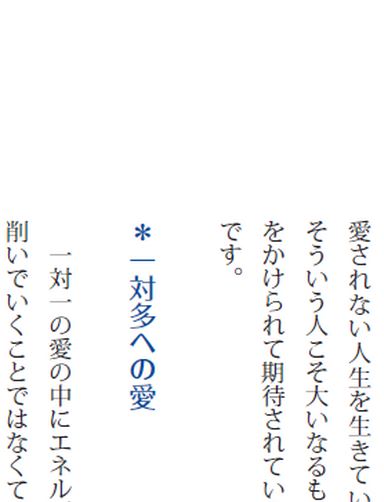 愛されない人生を生きてい
そういう人こそ大いなるも
をかけられて期待されてい
です。
＊一対多への愛
一対一の愛の中にエネル
削いでいくことではなくて